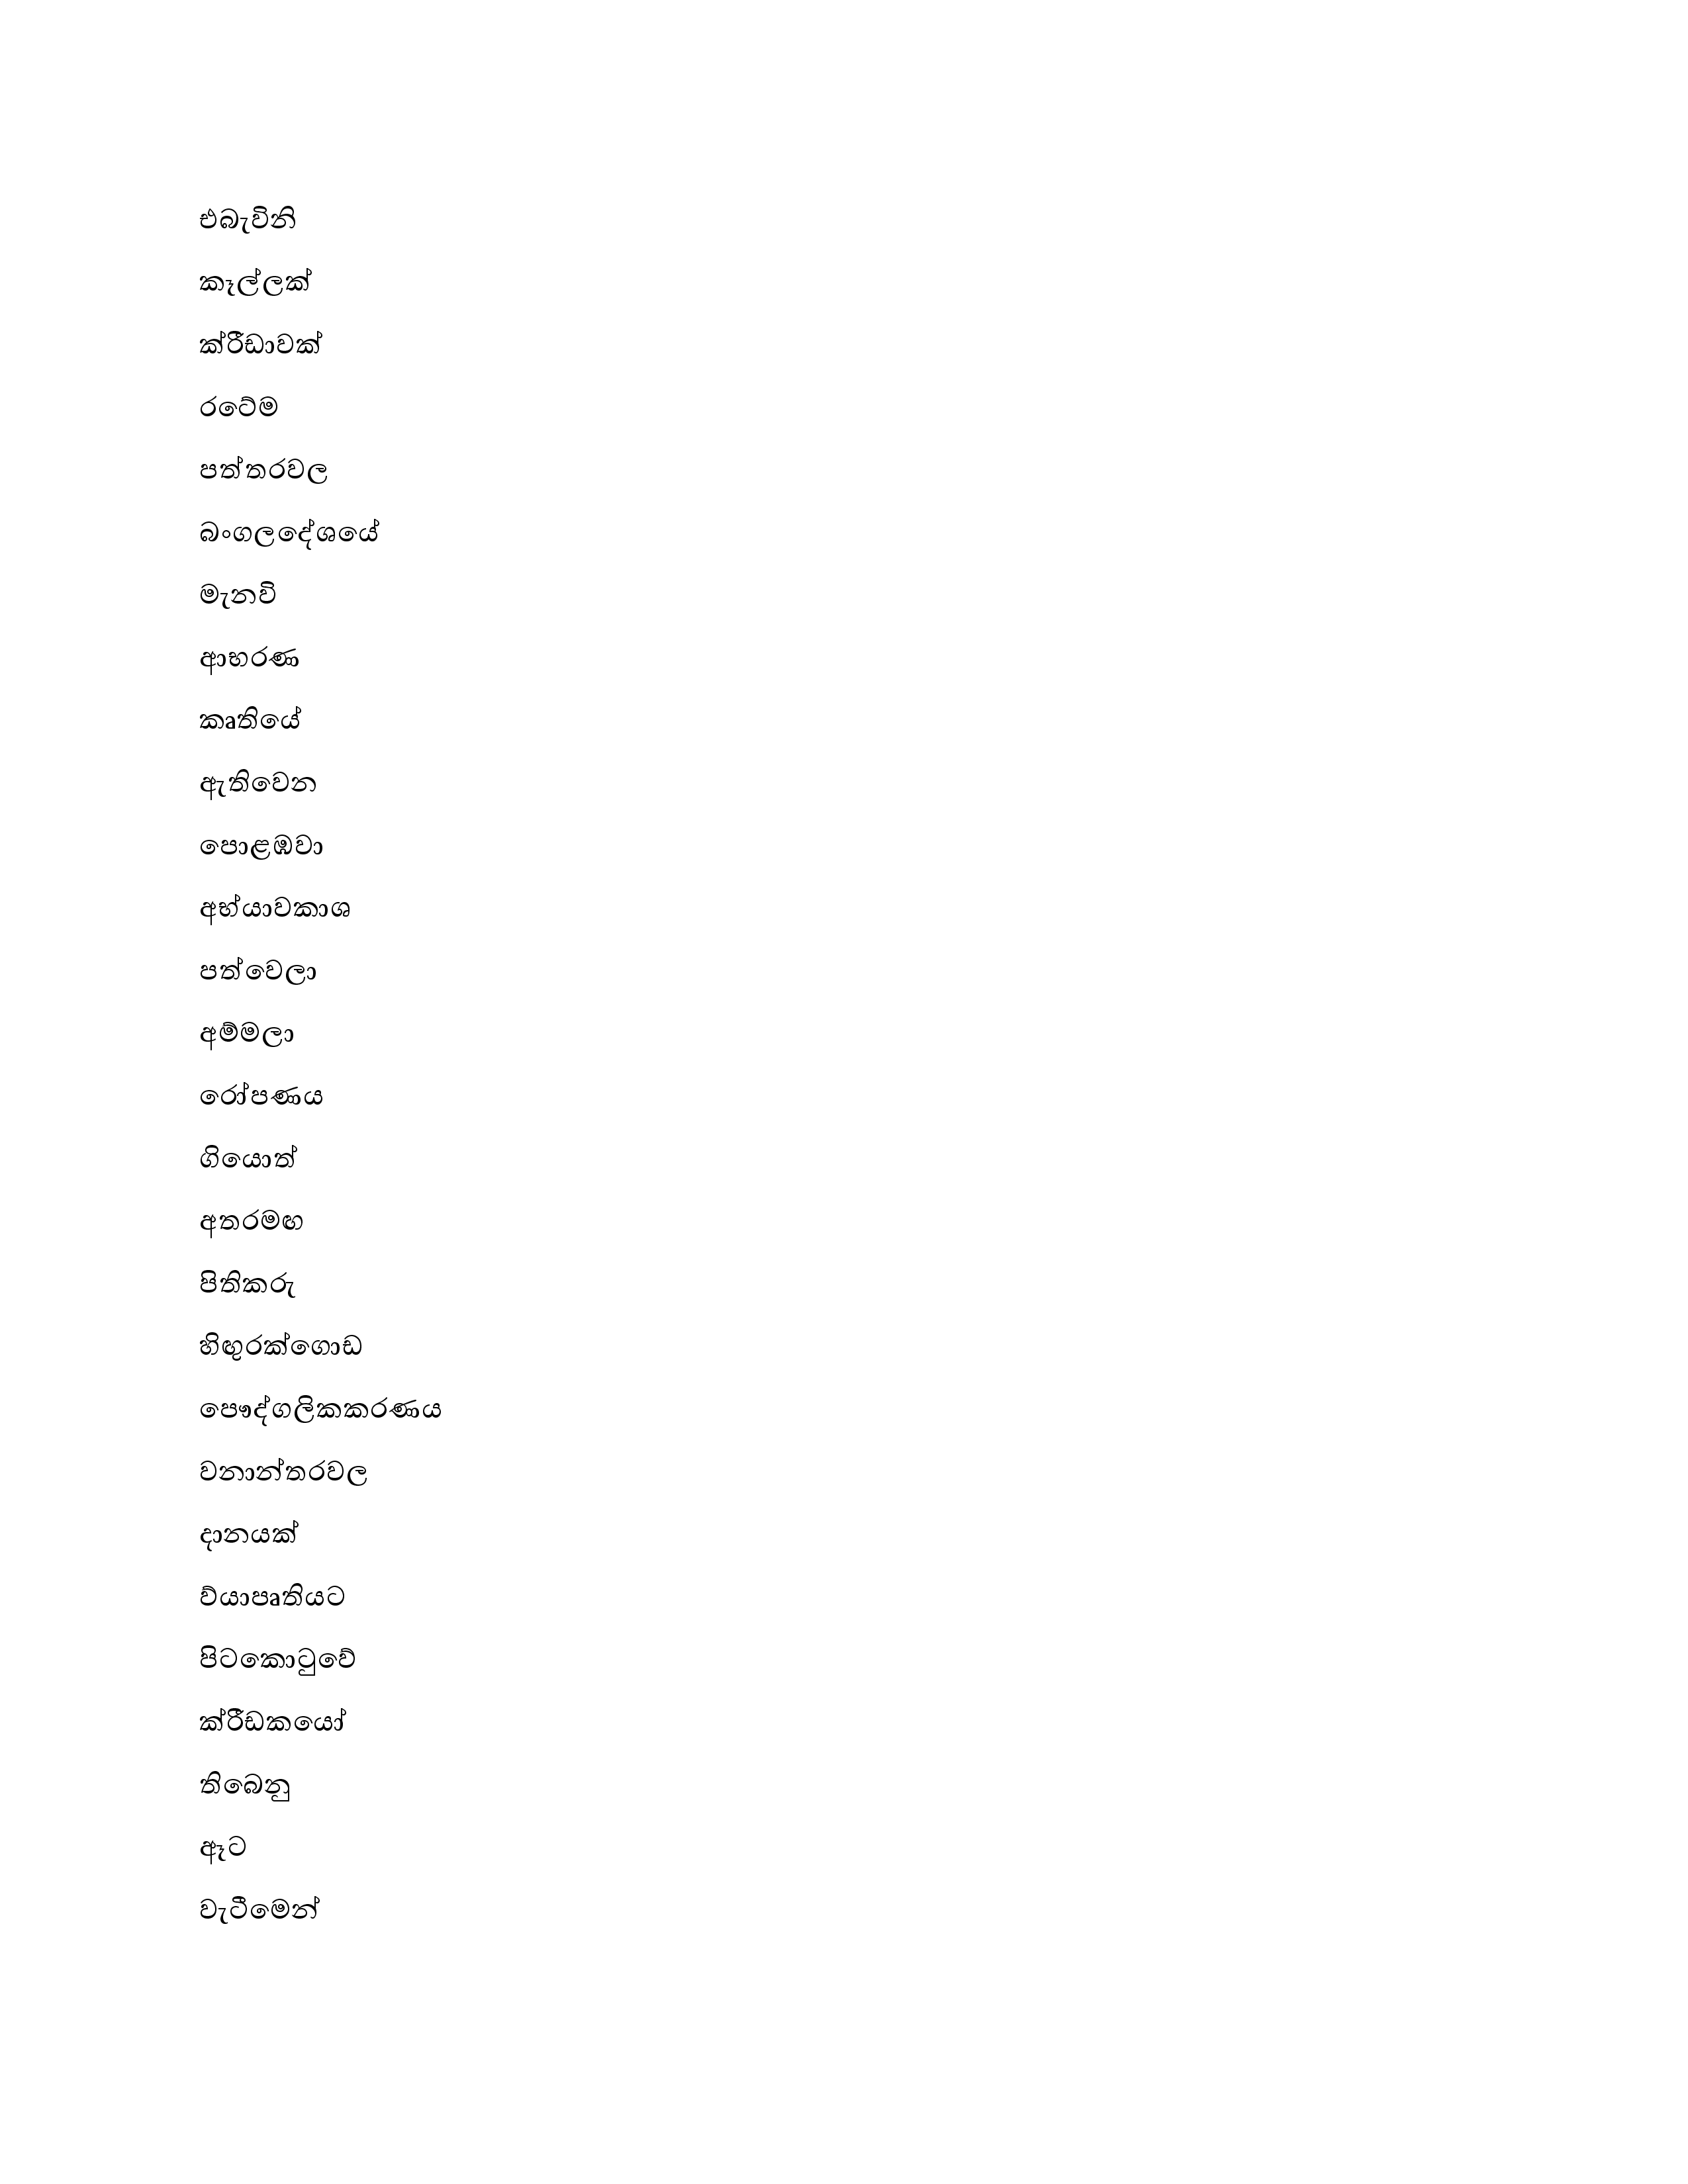 එබැවිනි
කෑල්ලක්
ක්රීඩාවක්
රටේම
පත්තරවල
බංගලදේශයේ
මැනවි
ආභරණ
කෘතියේ
ඇතිවෙන
පොළඹවා
අභ්යාවකාශ
පත්වෙලා
අම්මලා
රෝපණය
ගියොත්
අතරමඟ
පිතිකරු
හිඟුරක්ගොඩ
පෞද්ගලිකකරණය
වනාන්තරවල
දානයක්
ව්යාපෘතියට
පිටකොටුවේ
ක්රීඩකයෝ
තිබෙනු
ඈට
වැටීමෙන්